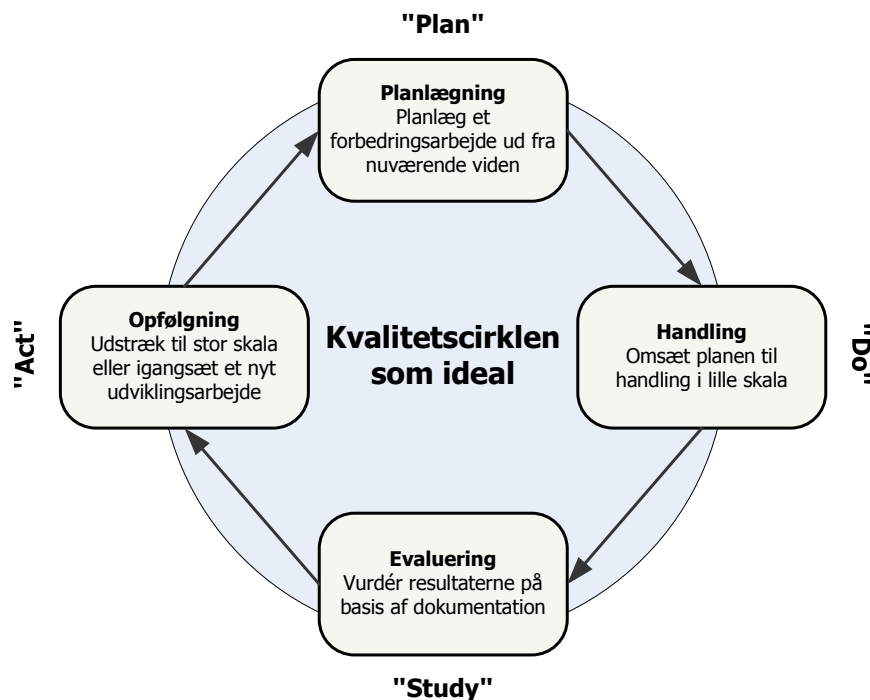 "Plan"
Planlægning
Planlæg et
forbedringsarbejde ud fra
nuværende viden
Opfølgning
Udstræk til stor skala
eller igangsæt et nyt
udviklingsarbejde
"Act"
Kvalitetscirklen
som ideal
Handling
Omsæt planen til
handling i lille skala
"Do"
Evaluering
Vurdér resultaterne på
basis af dokumentation
"Study"